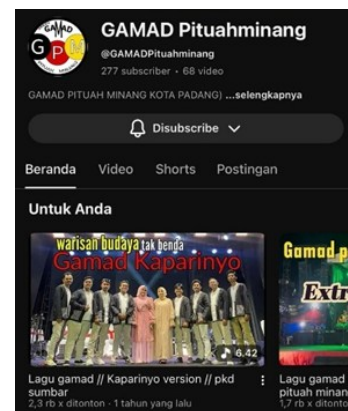 GAMAD
GPM
GAMAD Pituahminang
@GAMADPituahminang
277 subscriber • 68 video
GAMAD PITUAH MINANG KOTA PADANG) ...selengkapnya
Disubscribe
Beranda Video Shorts Postingan
Untuk Anda
warisan budaya tak benda
Gamad Kaparinyo
6.42
Lagu gamad // Kaparinyo version // pkd
sumbar
2,3 rb x ditonton • 1 tahun yang lalu
Gamad p
Extr
Lagu gamad
pituah minan
1,7 rb x ditonto